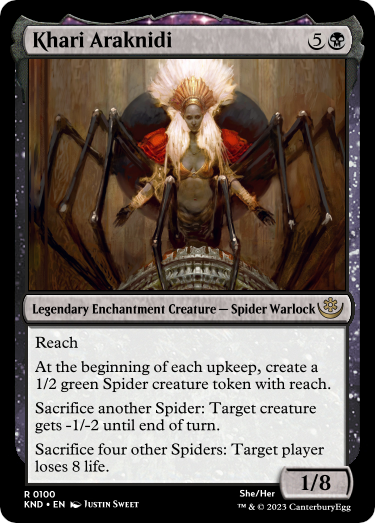 Khari Araknidi 5
Legendary Enchantment Creature — Spider Warlock
Reach
At the beginning of each upkeep, create a
1/2 green Spider creature token with reach.
Sacrifice another Spider: Target creature
gets -1/-2 until end of turn.
Sacrifice four other Spiders: Target player
loses 8 life.
1/8
R 0100
KND • EN Justin Sweet
She/Her
™ & © 2023 CanterburyEgg